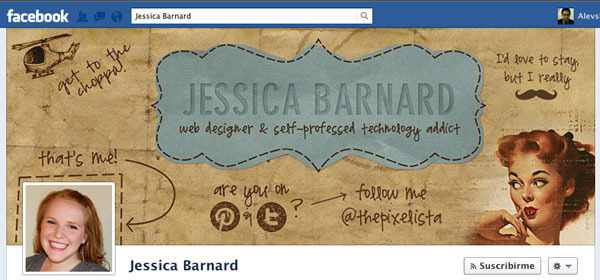 facebook
Jessica Barnard
Alevs
get to the
choppa!
JESSICA BARNARD
web designer & self-professed technology addict
I'd love to stay,
but I really
that's me!
are you on
& ?
follow me
@thepixelista
Jessica Barnard
Suscribirme